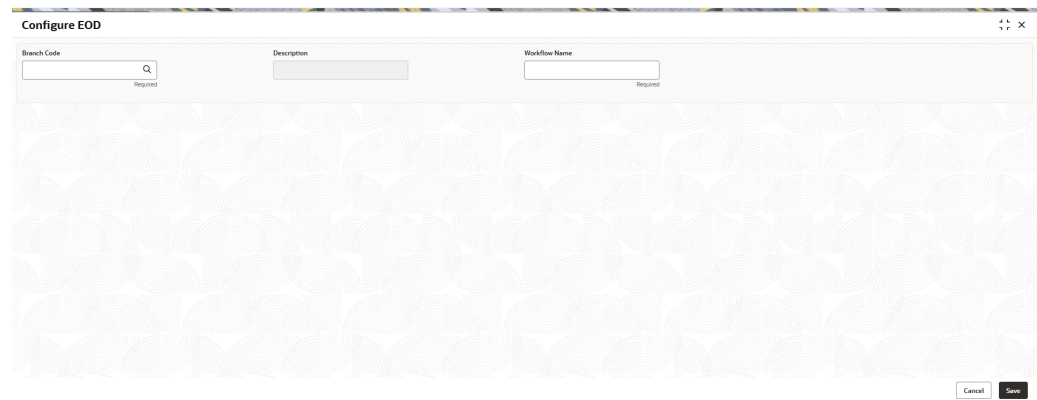 Configure EOD
Branch Code Description Workflow Name
Required Required
Cancel Save